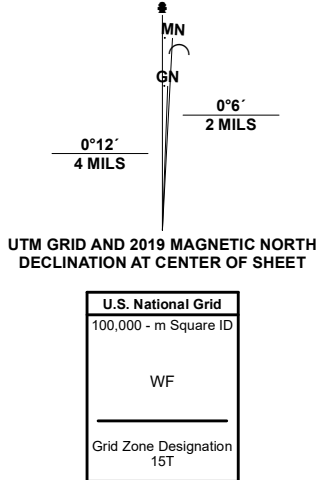 MN
GN
0°6´
2 MILS
0°12´
4 MILS
UTM GRID AND 2019 MAGNETIC NORTH
DECLINATION AT CENTER OF SHEET
U.S. National Grid
100,000 - m Square ID
WF
Grid Zone Designation
15T